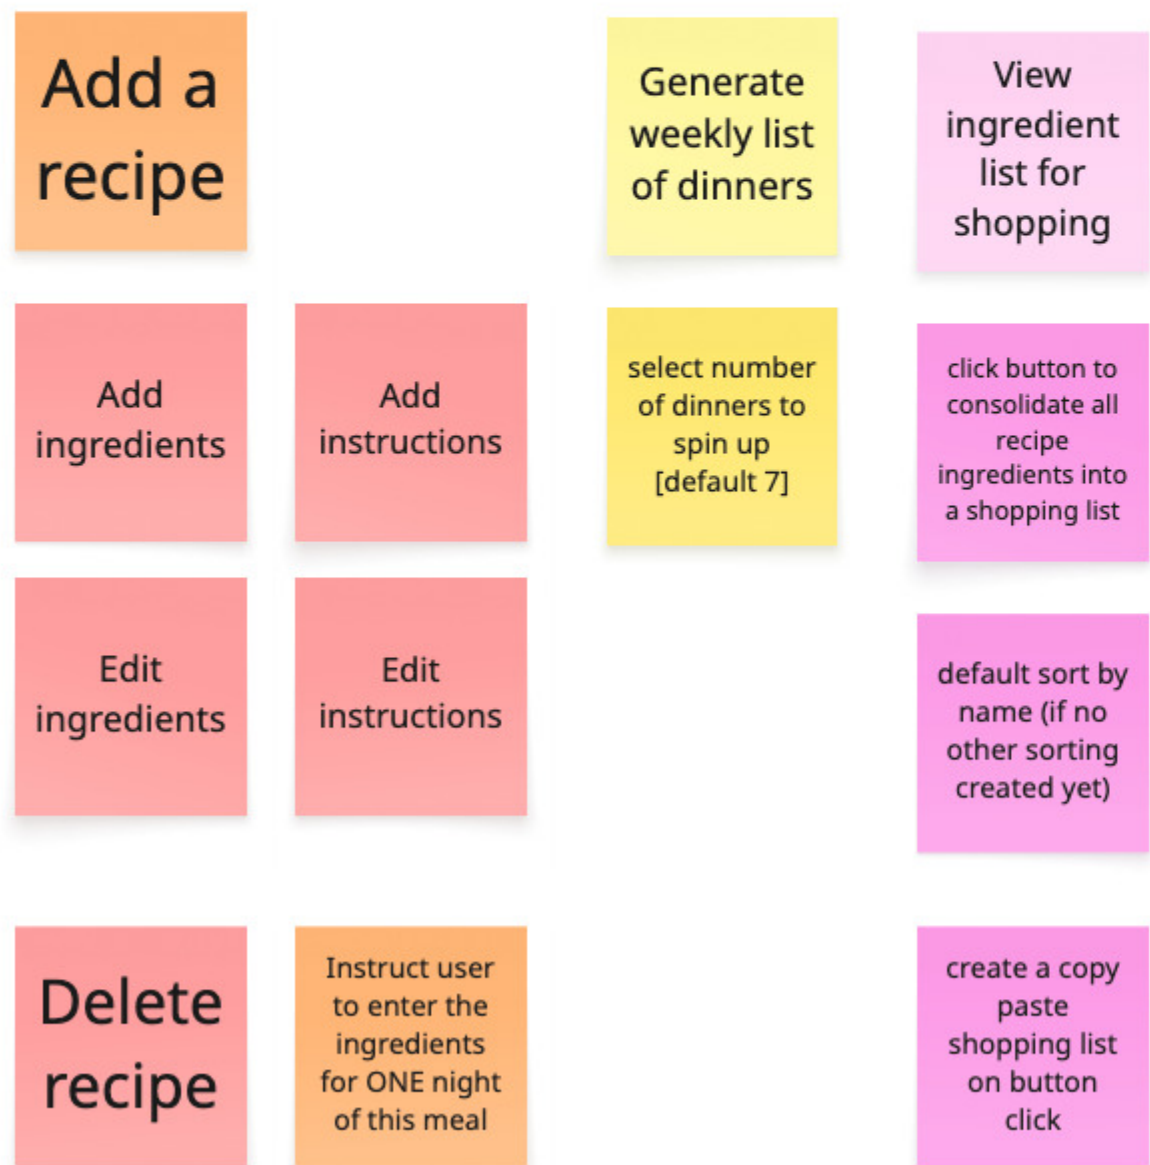 Add a
recipe
Generate
weekly list
of dinners
View
ingredient
list for
shopping
Add
ingredients
Add
instructions
select number
of dinners to
spin up
[default 7]
click button to
consolidate all
recipe
ingredients into
a shopping list
Edit
ingredients
Edit
instructions
default sort by
name (if no
other sorting
created yet)
Delete
recipe
Instruct user
to enter the
ingredients
for ONE night
of this meal
create a copy
paste
shopping list
on button
click